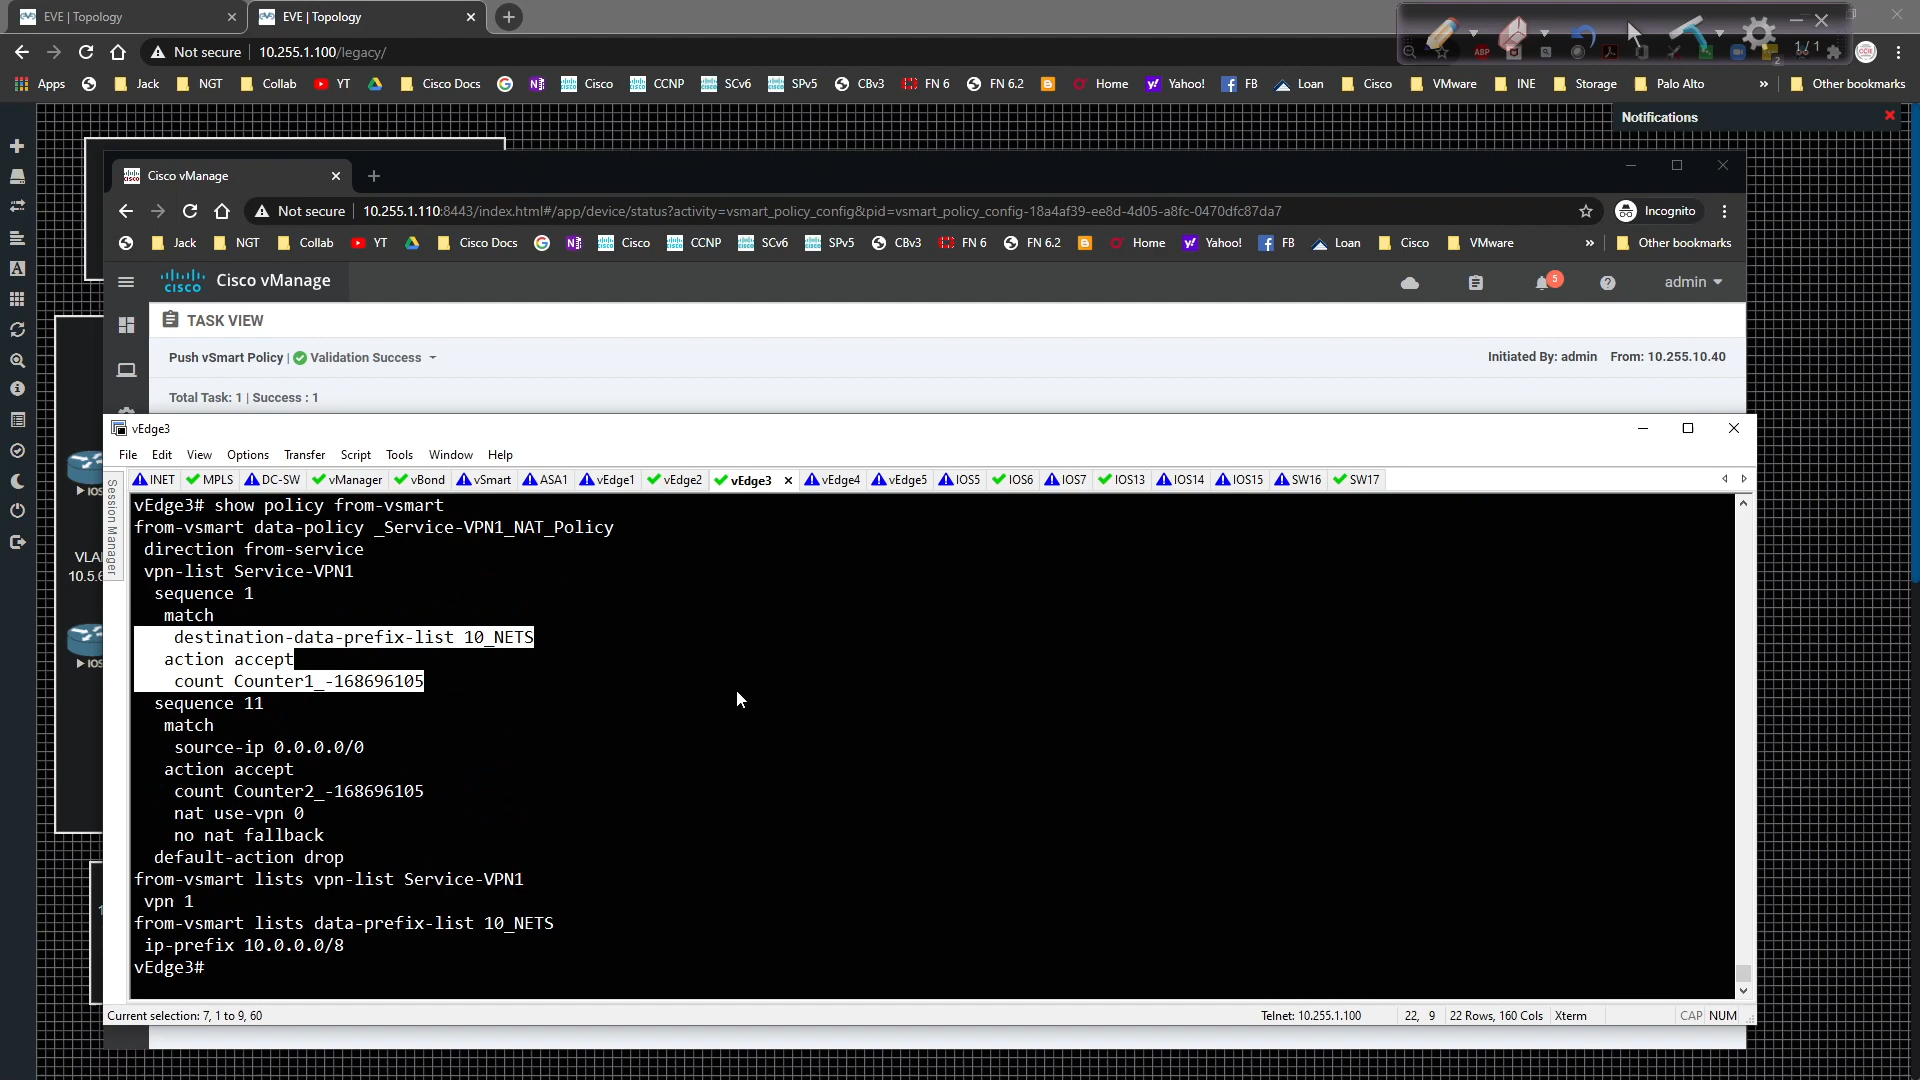 EVE | Topology
EVE | Topology
Not secure
10.255.1.100/legacy/
1/1
Apps
Jack
NGT
Collab
YT
Cisco Docs
Cisco
CCNP
SCv6
SPv5
CBv3
FN 6
FN 6.2
Home
Yahoo!
FB
Loan
Cisco
VMware
INE
Storage
Palo Alto
»
Other bookmarks
Notifications
Cisco vManage
Not secure
10.255.1.110:8443/index.html#/app/device/status?activity=vsmart_policy_config&pid=vsmart_policy_config-18a4af39-ee8d-4d05-a8fc-0470dfc87da7
Incognito
Jack
NGT
Collab
YT
Cisco Docs
Cisco
CCNP
SCv6
SPv5
CBv3
FN 6
FN 6.2
Home
Yahoo!
FB
Loan
Cisco
VMware
»
Other bookmarks
cisco
Cisco vManage
5
admin
TASK VIEW
Push vSmart Policy | Validation Success
Initiated By: admin From: 10.255.10.40
Total Task: 1 | Success : 1
vEdge3
File Edit View Options Transfer Script Tools Window Help
INET MPLS DC-SW vManager vBond vSmart ASA1 vEdge1 vEdge2 vEdge3 vEdge4 vEdge5 IOS5 IOS6 IOS7 IOS13 IOS14 IOS15 SW16 SW17
Session Manager
vEdge3# show policy from-vsmart
from-vsmart data-policy _Service-VPN1_NAT_Policy
direction from-service
vpn-list Service-VPN1
sequence 1
match
destination-data-prefix-list 10_NETS
action accept
count Counter1_-168696105
sequence 11
match
source-ip 0.0.0.0/0
action accept
count Counter2_-168696105
nat use-vpn 0
no nat fallback
default-action drop
from-vsmart lists vpn-list Service-VPN1
vpn 1
from-vsmart lists data-prefix-list 10_NETS
ip-prefix 10.0.0.0/8
vEdge3#
Current selection: 7, 1 to 9, 60
Telnet: 10.255.1.100
22, 9
22 Rows, 160 Cols
Xterm
CAP NUM